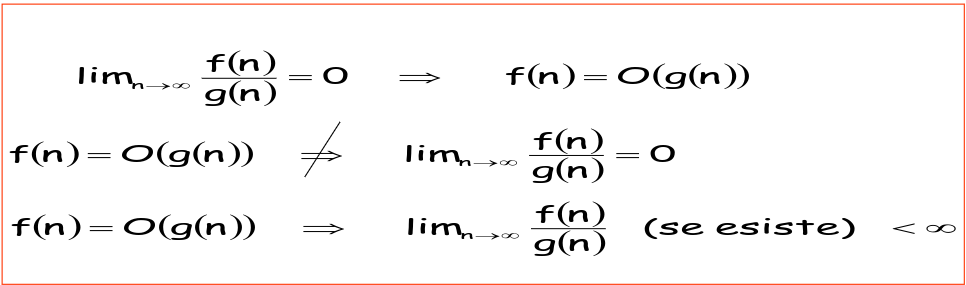 lim_{n→∞} f(n)/g(n) = 0 ⟹ f(n) = O(g(n))
f(n) = O(g(n)) ⟹̸ lim_{n→∞} f(n)/g(n) = 0
f(n) = O(g(n)) ⟹ lim_{n→∞} f(n)/g(n) (se esiste) < ∞